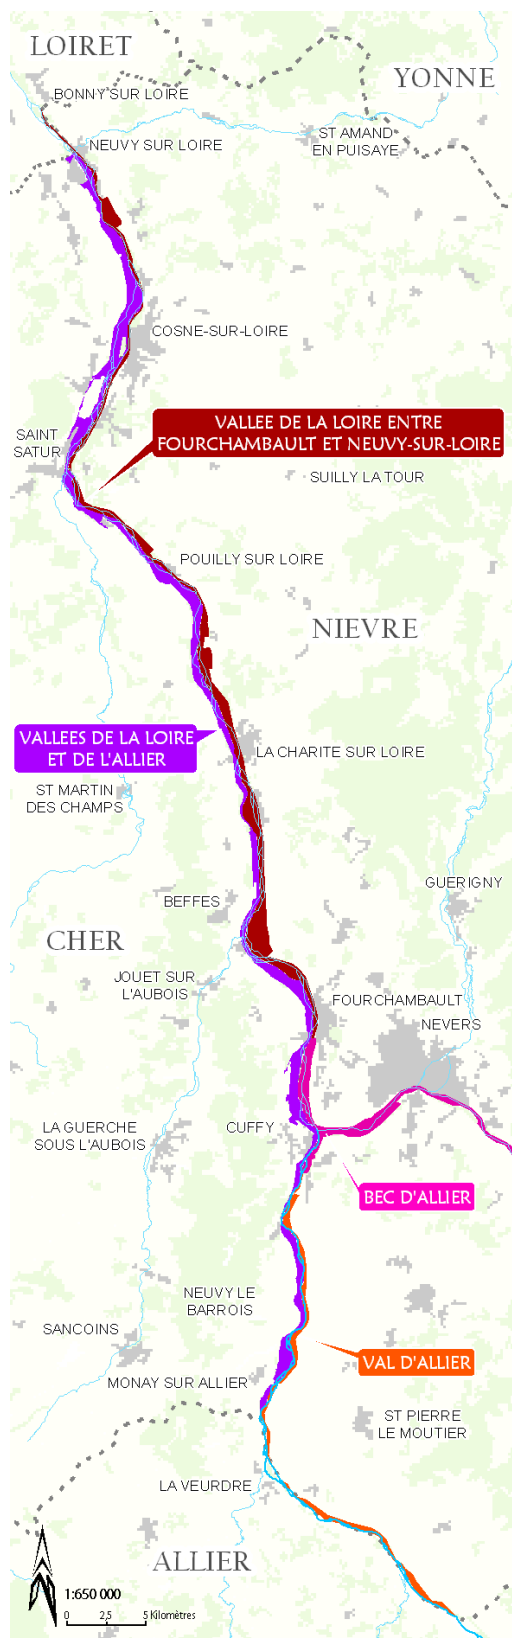 LOIRET
YONNE
BONNY SUR LOIRE
ST AMAND
EN PUISAYE
NEUVY SUR LOIRE
COSNE-SUR-LOIRE
VALLEE DE LA LOIRE ENTRE
FOURCHAMBAULT ET NEUVY-SUR-LOIRE
SAINT
SATUR
SUILLY LA TOUR
POUILLY SUR LOIRE
NIEVRE
VALLEES DE LA LOIRE
ET DE L'ALLIER
LA CHARITE SUR LOIRE
ST MARTIN
DES CHAMPS
GUERIGNY
BEFFES
CHER
JOUET SUR
L'AUBOIS
FOURCHAMBAULT
NEVERS
LA GUERCHE
SOUS L'AUBOIS
CUFFY
BEC D'ALLIER
NEUVY LE
BARROIS
SANCOINS
VAL D'ALLIER
MONAY SUR ALLIER
ST PIERRE
LE MOUTIER
LA VEURDRE
ALLIER
1:650 000
0 2,5 5 Kilomètres